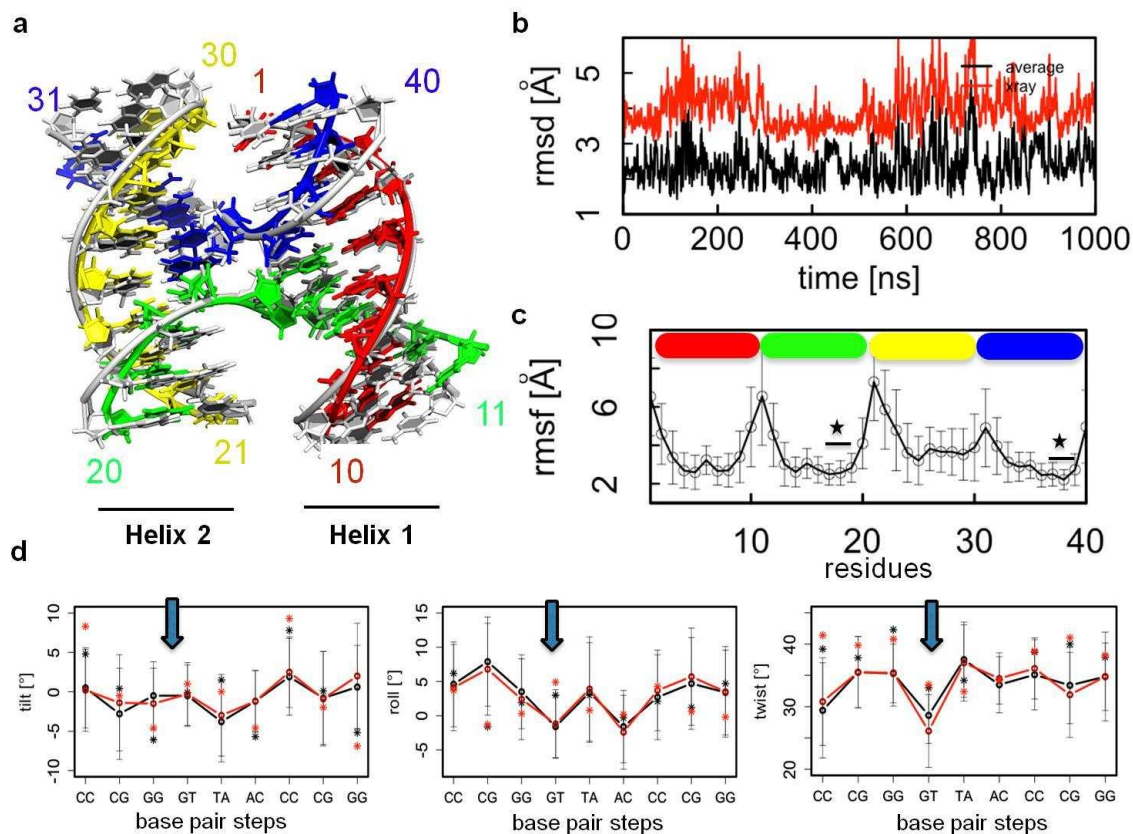 a
30
1
40
31
20
21
10
11
Helix 2
Helix 1
b
rmsd [Å]
5
3
1
average
xray
0
200
400
600
800
1000
time [ns]
c
rmsf [Å]
10
6
2
★
★
10
20
30
40
residues
d
tilt [°]
10
5
0
-5
-10
CC CG GG GT TA AC CC CG GG
base pair steps
roll [°]
15
10
5
0
-5
CC CG GG GT TA AC CC CG GG
base pair steps
twist [°]
40
30
20
CC CG GG GT TA AC CC CG GG
base pair steps